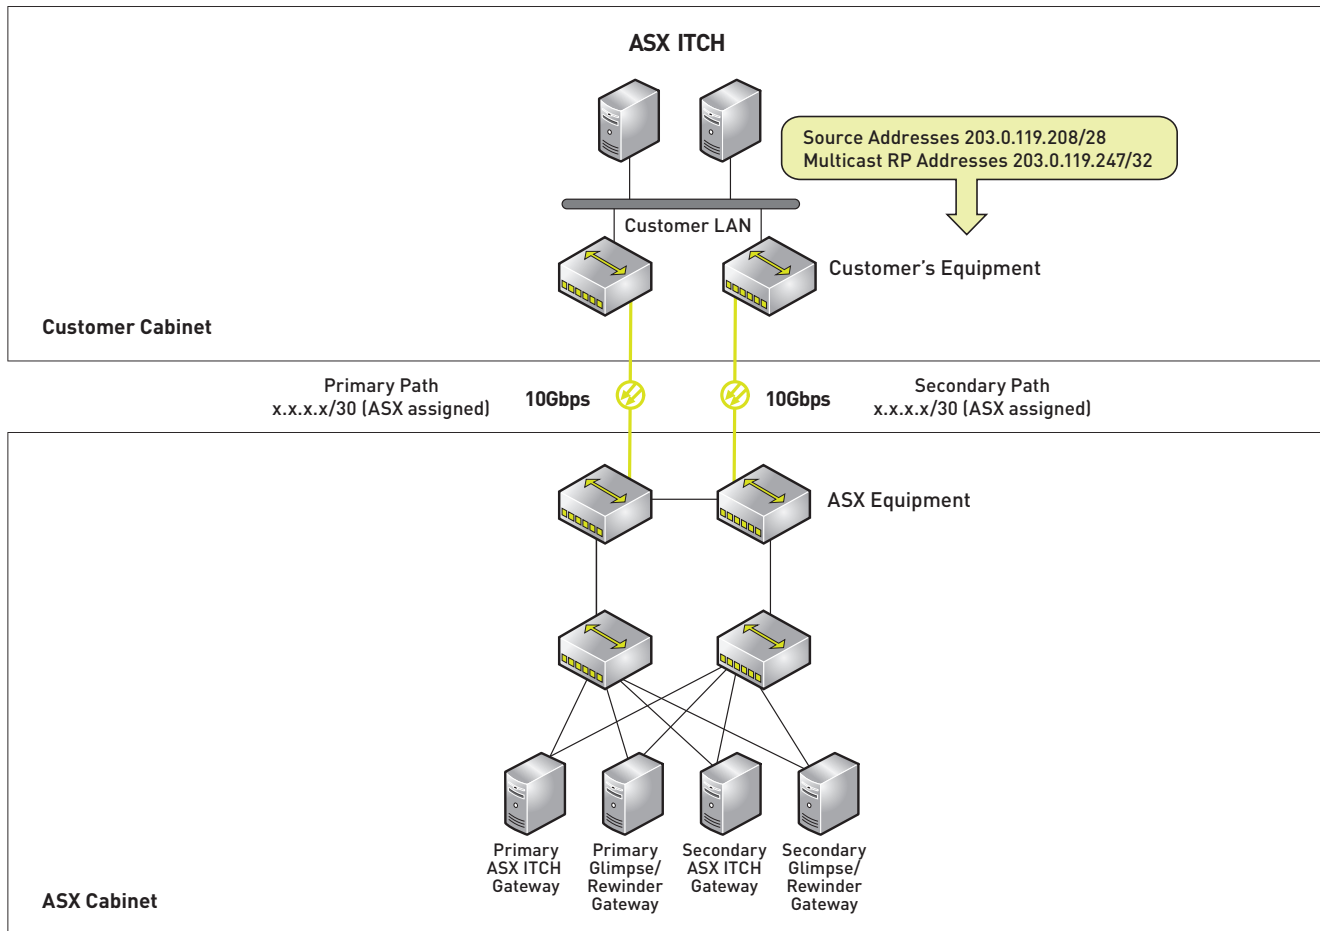 ASX ITCH
Source Addresses 203.0.119.208/28
Multicast RP Addresses 203.0.119.247/32
Customer LAN
Customer’s Equipment
Customer Cabinet
Primary Path
x.x.x.x/30 (ASX assigned)
10Gbps
10Gbps
Secondary Path
x.x.x.x/30 (ASX assigned)
ASX Equipment
Primary
ASX ITCH
Gateway
Primary
Glimpse/
Rewinder
Gateway
Secondary
ASX ITCH
Gateway
Secondary
Glimpse/
Rewinder
Gateway
ASX Cabinet